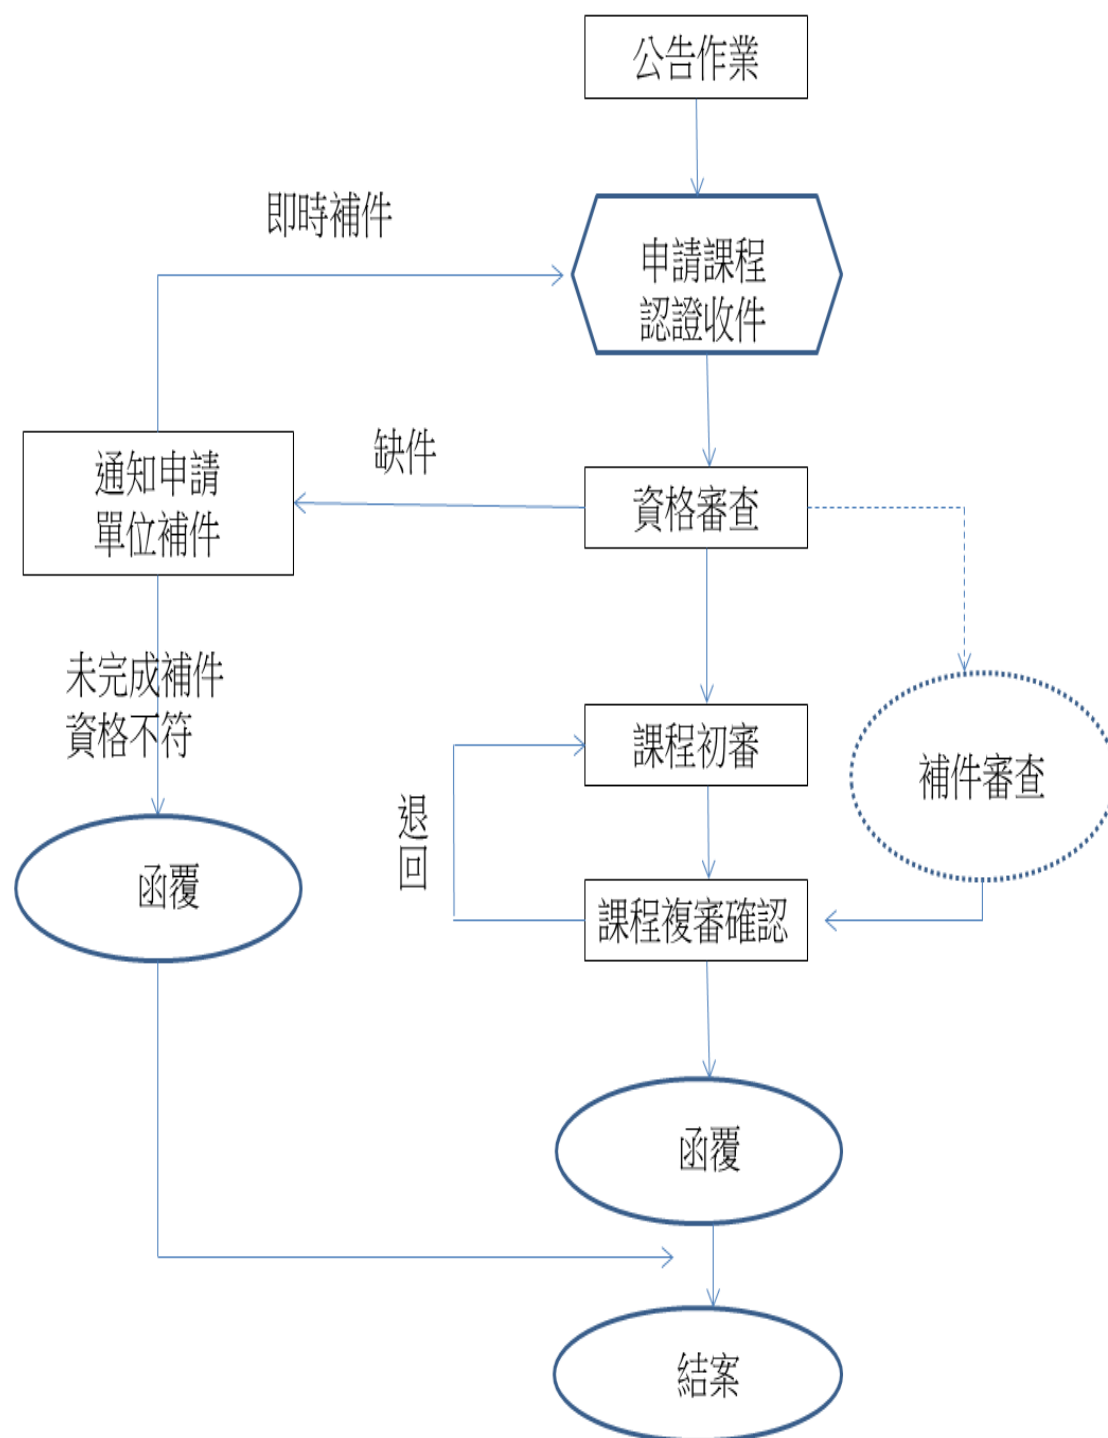 公告作業
即時補件
申請課程
認證收件
缺件
通知申請
單位補件
資格審查
未完成補件
資格不符
課程初審
補件審查
退
回
函覆
課程複審確認
函覆
結案